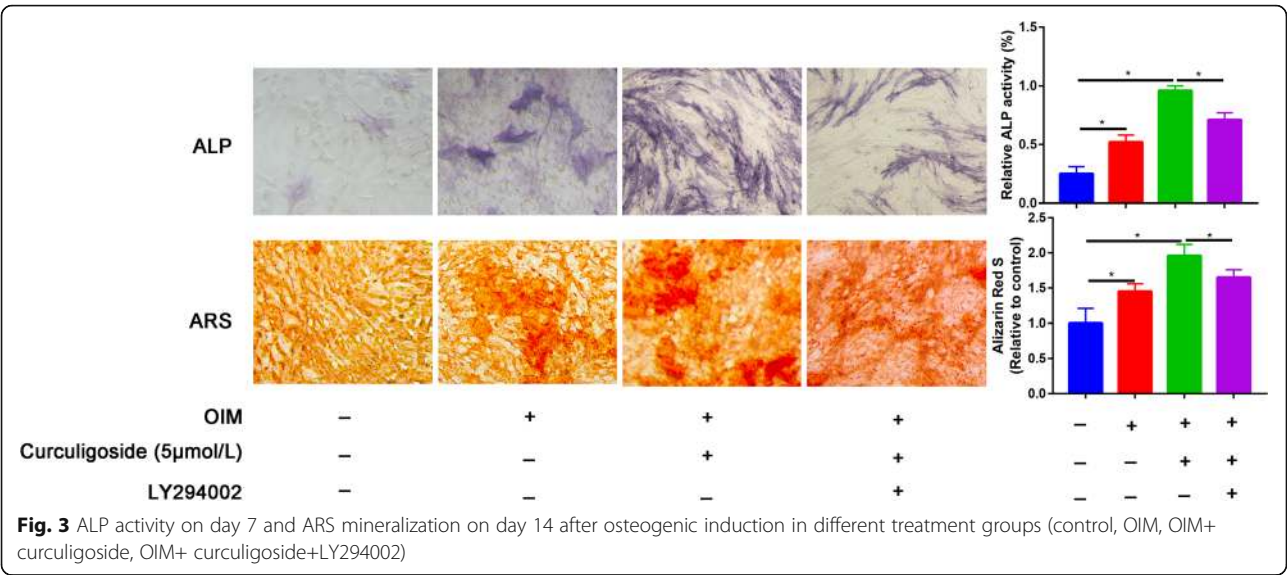 ALP
ARS
OIM – + + +
Curculigoside (5μmol/L) – – + +
LY294002 – – – +
Relative ALP activity (%)
1.5
1.0
0.5
0.0
* * *
Alizarin Red S
(Relative to control)
2.5
2.0
1.5
1.0
0.5
0.0
* * *
– + + +
– – + +
– – – +
Fig. 3 ALP activity on day 7 and ARS mineralization on day 14 after osteogenic induction in different treatment groups (control, OIM, OIM+
curculigoside, OIM+ curculigoside+LY294002)